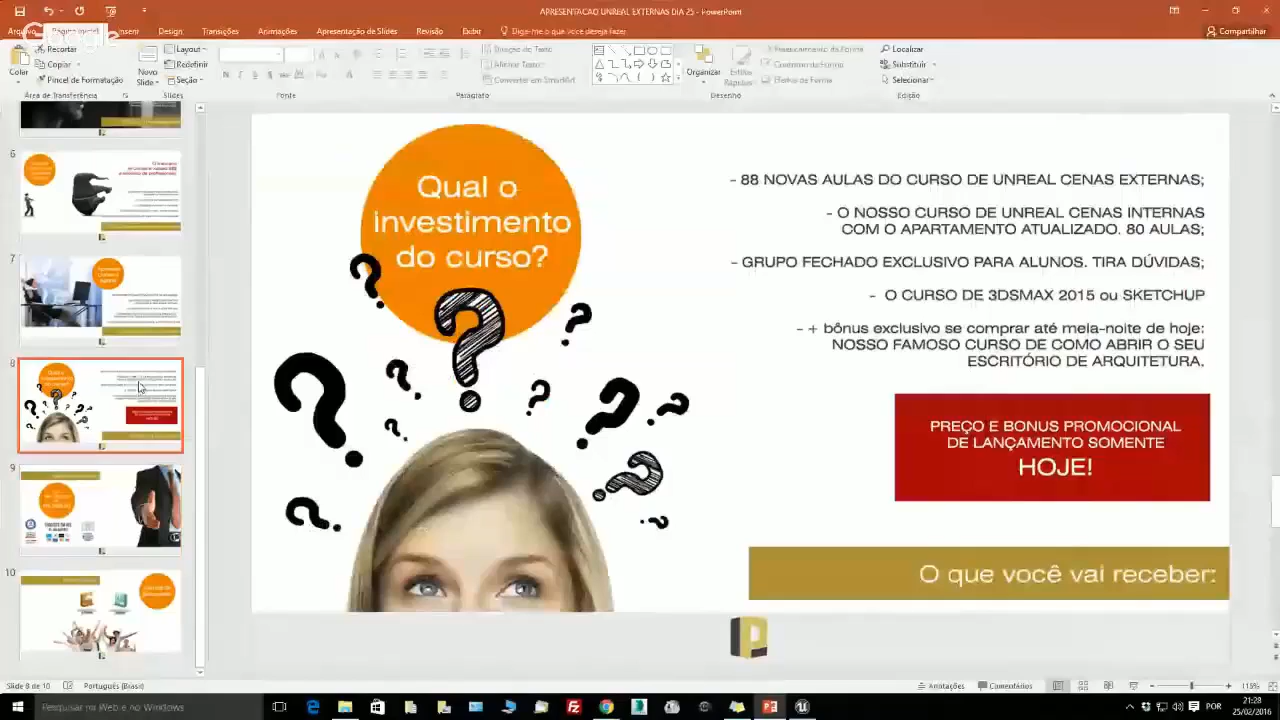 APRESENTACAO UNREAL EXTERNAS DIA 25 - PowerPoint
Google
Arquivo
Inserir
Design
Transições
Animações
Apresentação de Slides
Revisão
Exibir
Diga-me o que você deseja fazer
Compartilhar
Colar
Recortar
Copiar
Pincel de Formatação
Área de Transferência
Novo
Slide
Layout
Redefinir
Seção
Slides
Fonte
Direção do Texto
Alinhar Texto
Converter em SmartArt
Parágrafo
Organizar
Estilos
Rápidos
Preenchimento da Forma
Contorno da Forma
Efeitos de Forma
Desenho
Localizar
Substituir
Selecionar
Edição
6
7
8
9
10
Qual o
investimento
do curso?
- 88 NOVAS AULAS DO CURSO DE UNREAL CENAS EXTERNAS;
- O NOSSO CURSO DE UNREAL CENAS INTERNAS
COM O APARTAMENTO ATUALIZADO. 80 AULAS;
- GRUPO FECHADO EXCLUSIVO PARA ALUNOS. TIRA DÚVIDAS;
O CURSO DE 3DSMAX 2015 ou SKETCHUP
- + bônus exclusivo se comprar até meia-noite de hoje:
NOSSO FAMOSO CURSO DE COMO ABRIR O SEU
ESCRITÓRIO DE ARQUITETURA.
PREÇO E BONUS PROMOCIONAL
DE LANÇAMENTO SOMENTE
HOJE!
O que você vai receber:
Slide 8 de 10
Português (Brasil)
Anotações
Comentários
115%
Pesquisar na Web e no Windows
POR
21:28
25/02/2016